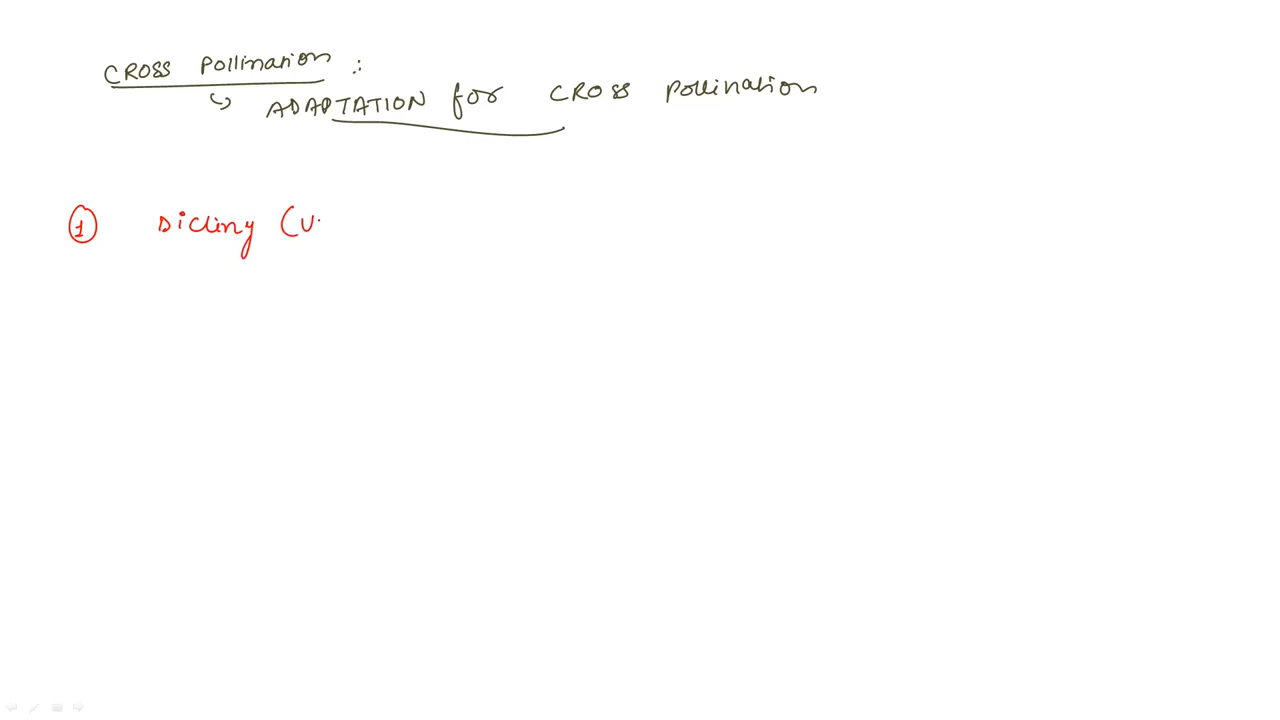 CROSS Pollination :
↳ ADAPTATION for CROSS Pollination
① Dicliny (U